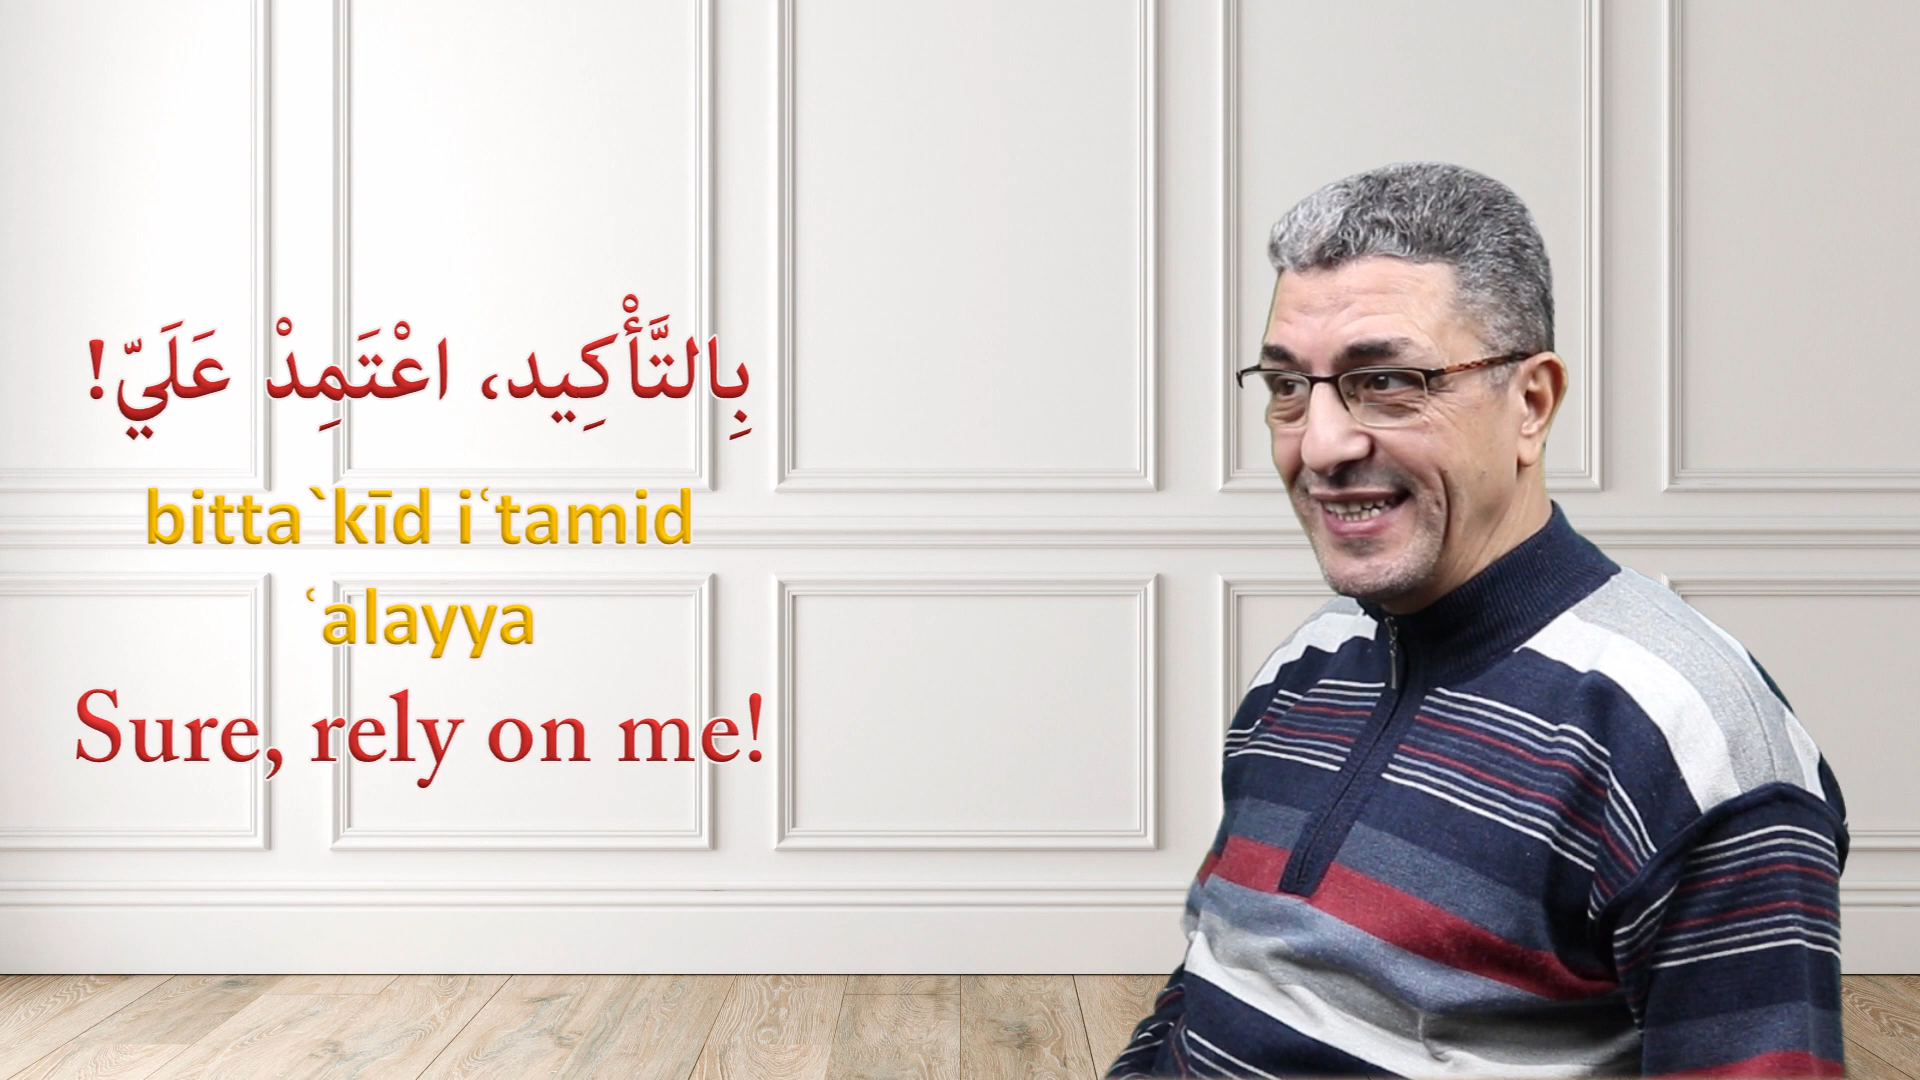 بِالتَّأْكِيد، اعْتَمِدْ عَلَيّ!
bitta`kīd iʿtamid
ʿalayya
Sure, rely on me!